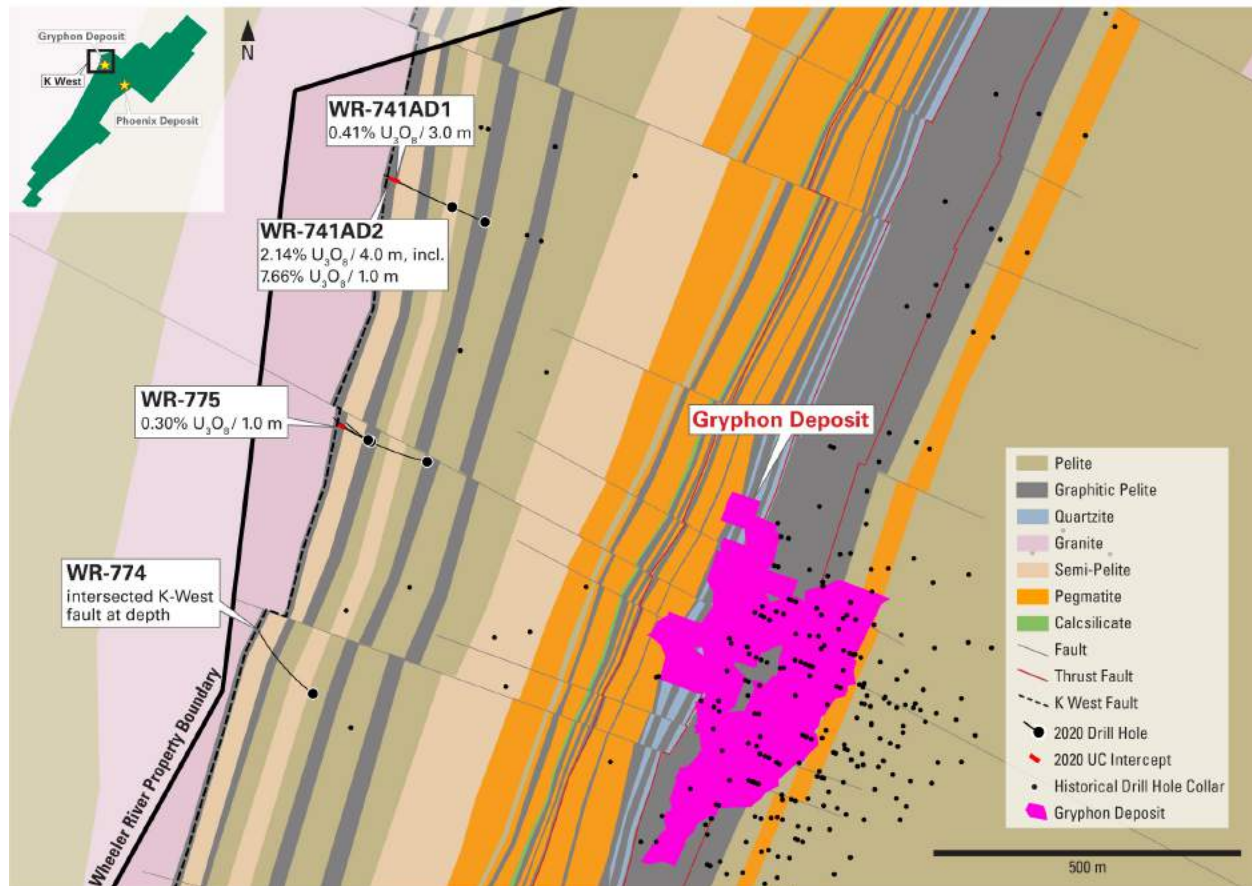 Gryphon Deposit
K West
Phoenix Deposit
N
WR-741AD1
0.41% U₃O₈ / 3.0 m
WR-741AD2
2.14% U₃O₈ / 4.0 m, incl.
7.66% U₃O₈ / 1.0 m
WR-775
0.30% U₃O₈ / 1.0 m
WR-774
intersected K-West
fault at depth
Wheeler River Property Boundary
Gryphon Deposit
Pelite
Graphitic Pelite
Quartzite
Granite
Semi-Pelite
Pegmatite
Calcsilicate
Fault
Thrust Fault
K West Fault
2020 Drill Hole
2020 UC Intercept
Historical Drill Hole Collar
Gryphon Deposit
500 m